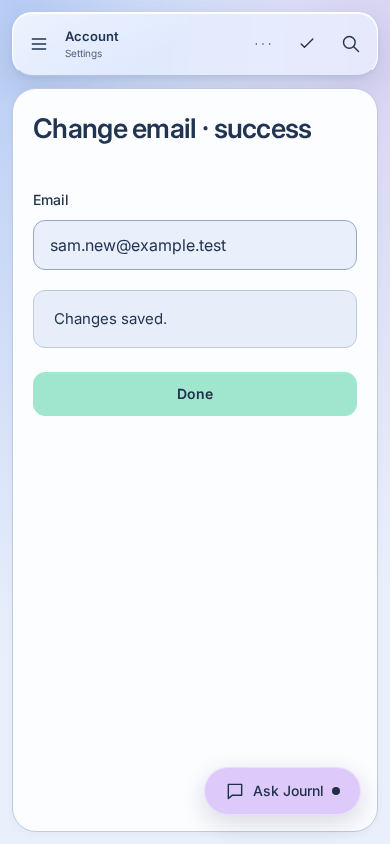 Account
Settings
Change email · success
Email
sam.new@example.test
Changes saved.
Done
Ask Journl